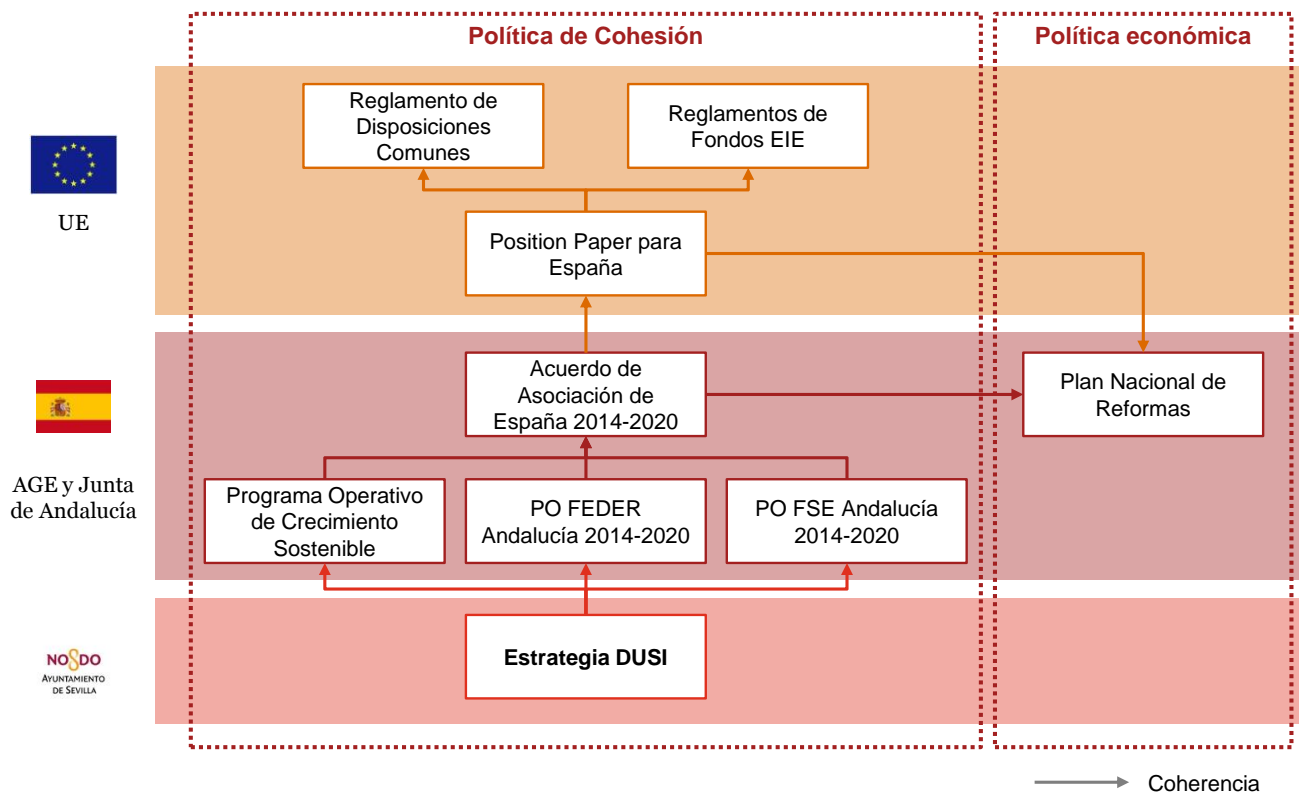 Política de Cohesión
Política económica
Reglamento de
Disposiciones
Comunes
Reglamentos de
Fondos EIE
UE
Position Paper para
España
Acuerdo de
Asociación de
España 2014-2020
Plan Nacional de
Reformas
AGE y Junta
de Andalucía
Programa Operativo
de Crecimiento
Sostenible
PO FEDER
Andalucía 2014-2020
PO FSE Andalucía
2014-2020
Estrategia DUSI
NO8DO
AYUNTAMIENTO
DE SEVILLA
Coherencia